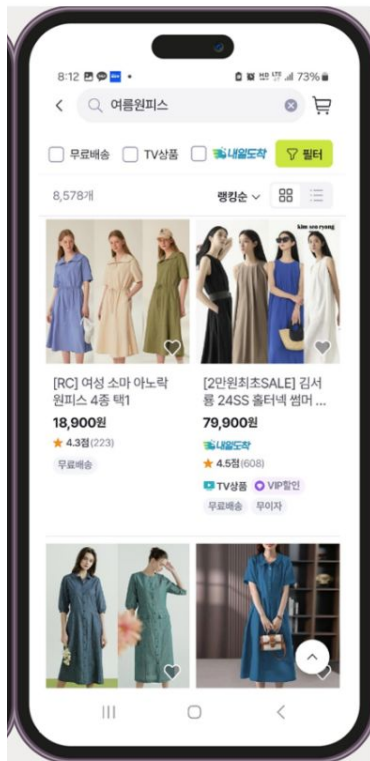 8:12
73%
여름원피스
무료배송 TV상품 내일도착 필터
8,578개 랭킹순
kim seo ryong
[RC] 여성 소마 아노락
원피스 4종 택1
18,900원
4.3점(223)
무료배송
[2만원최초SALE] 김서
룡 24SS 홀터넥 썸머 ...
79,900원
내일도착
4.5점(608)
TV상품 VIP할인
무료배송 무이자